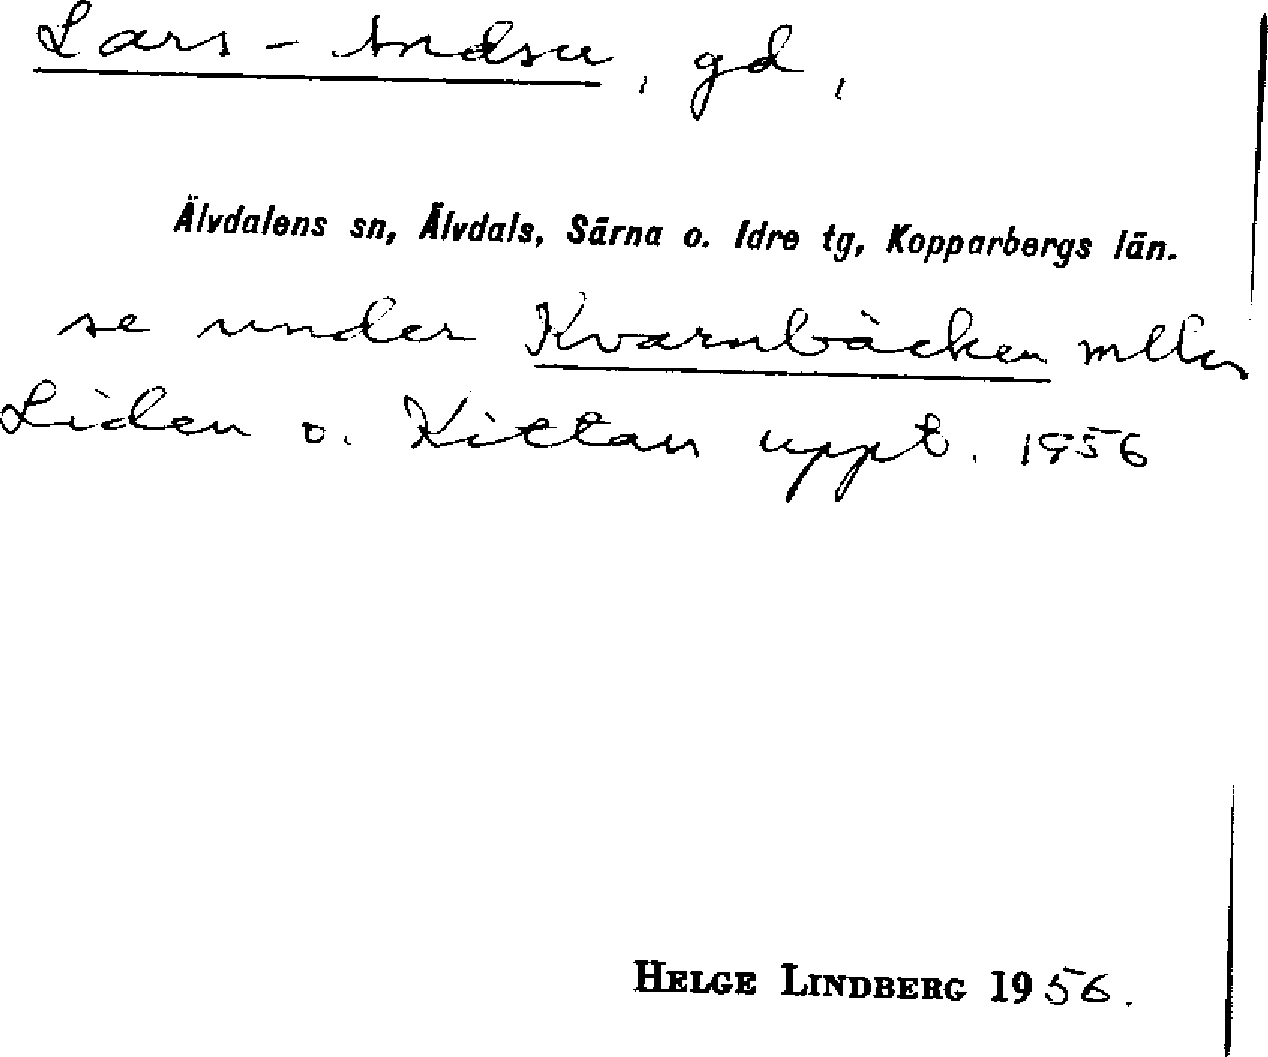 Lars-Andsu, gd,
Älvdalens sn, Älvdals, Särna o. Idre tg, Kopparbergs län.
se under Kvarnbäcken mllan
Liden o. Kittan uppt. 1956
HELGE LINDBERG 1956.